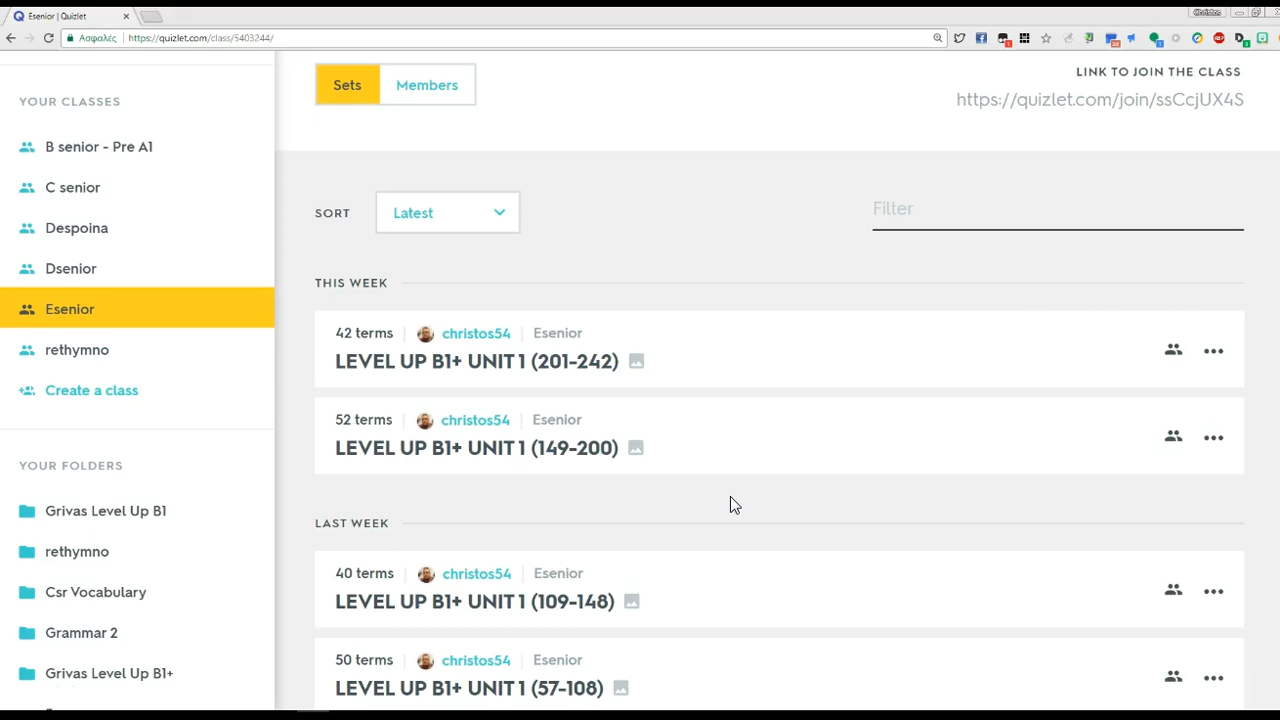 Esenior | Quizlet
Christos
Ασφαλές | https://quizlet.com/class/5403244/
YOUR CLASSES
B senior - Pre A1
C senior
Despoina
Dsenior
Esenior
rethymno
Create a class
YOUR FOLDERS
Grivas Level Up B1
rethymno
Csr Vocabulary
Grammar 2
Grivas Level Up B1+
Sets
Members
LINK TO JOIN THE CLASS
https://quizlet.com/join/ssCcjUX4S
SORT
Latest
Filter
THIS WEEK
42 terms christos54 Esenior
LEVEL UP B1+ UNIT 1 (201-242)
52 terms christos54 Esenior
LEVEL UP B1+ UNIT 1 (149-200)
LAST WEEK
40 terms christos54 Esenior
LEVEL UP B1+ UNIT 1 (109-148)
50 terms christos54 Esenior
LEVEL UP B1+ UNIT 1 (57-108)